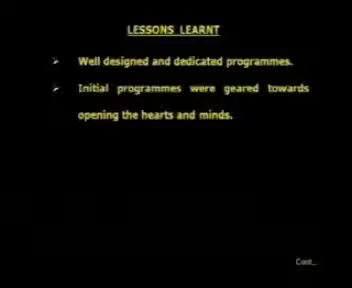 LESSONS LEARNT
➢ Well designed and dedicated programmes.
➢ Initial programmes were geared towards
opening the hearts and minds.
Cont...